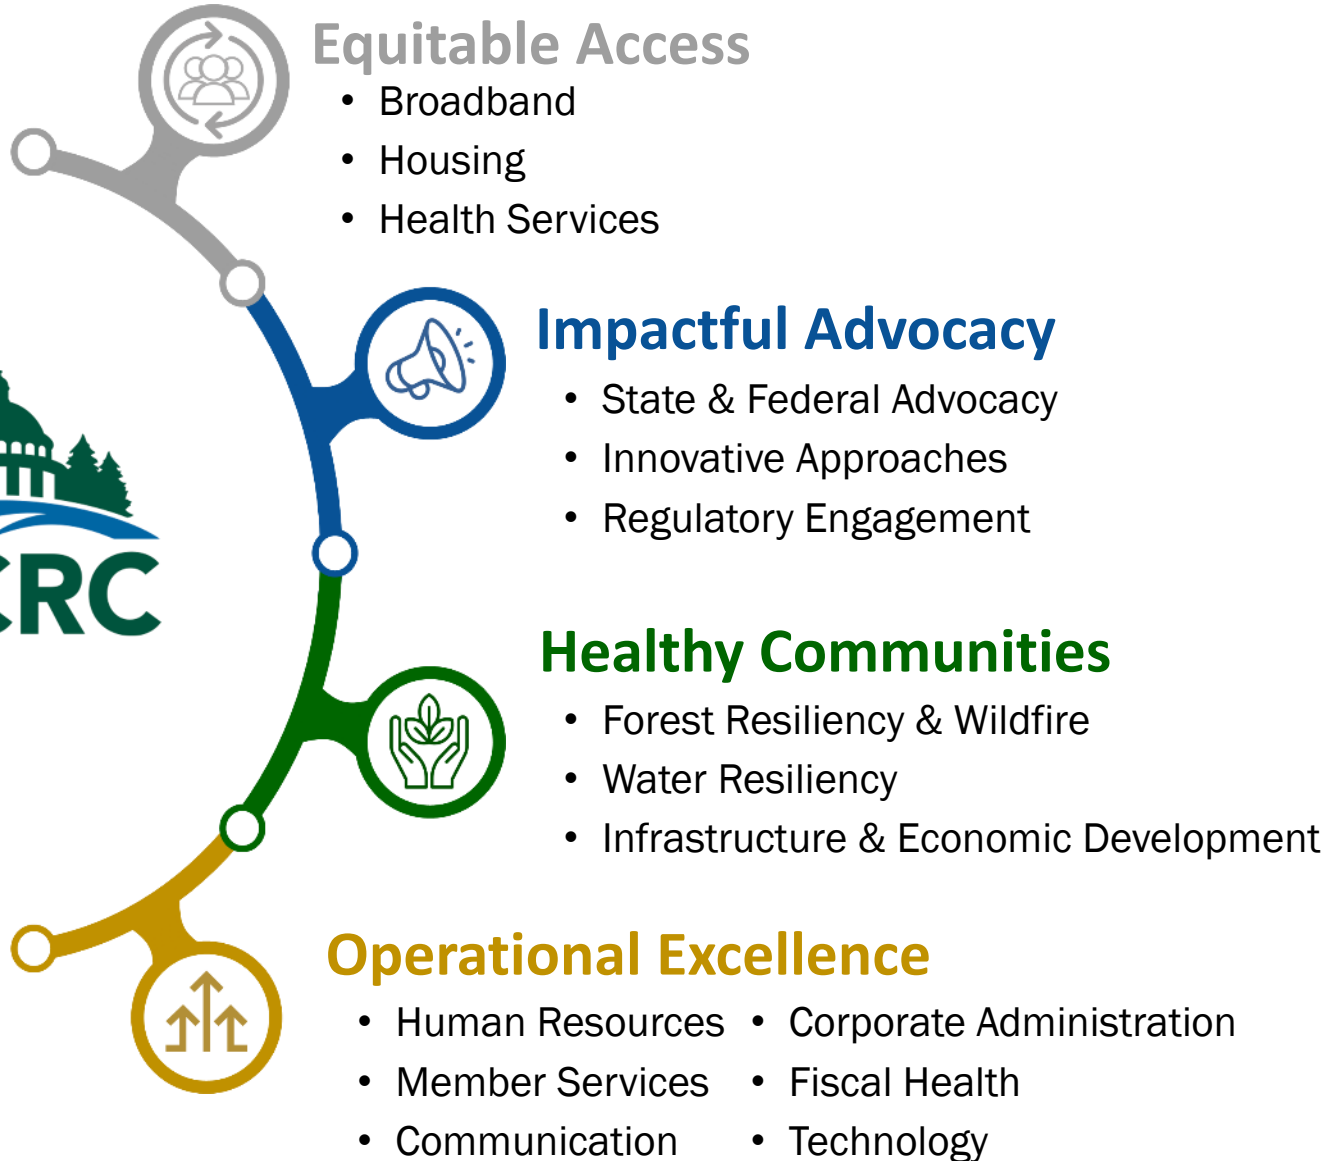 Equitable Access
• Broadband
• Housing
• Health Services
Impactful Advocacy
• State & Federal Advocacy
• Innovative Approaches
• Regulatory Engagement
RC
Healthy Communities
• Forest Resiliency & Wildfire
• Water Resiliency
• Infrastructure & Economic Development
Operational Excellence
• Human Resources • Corporate Administration
• Member Services • Fiscal Health
• Communication • Technology